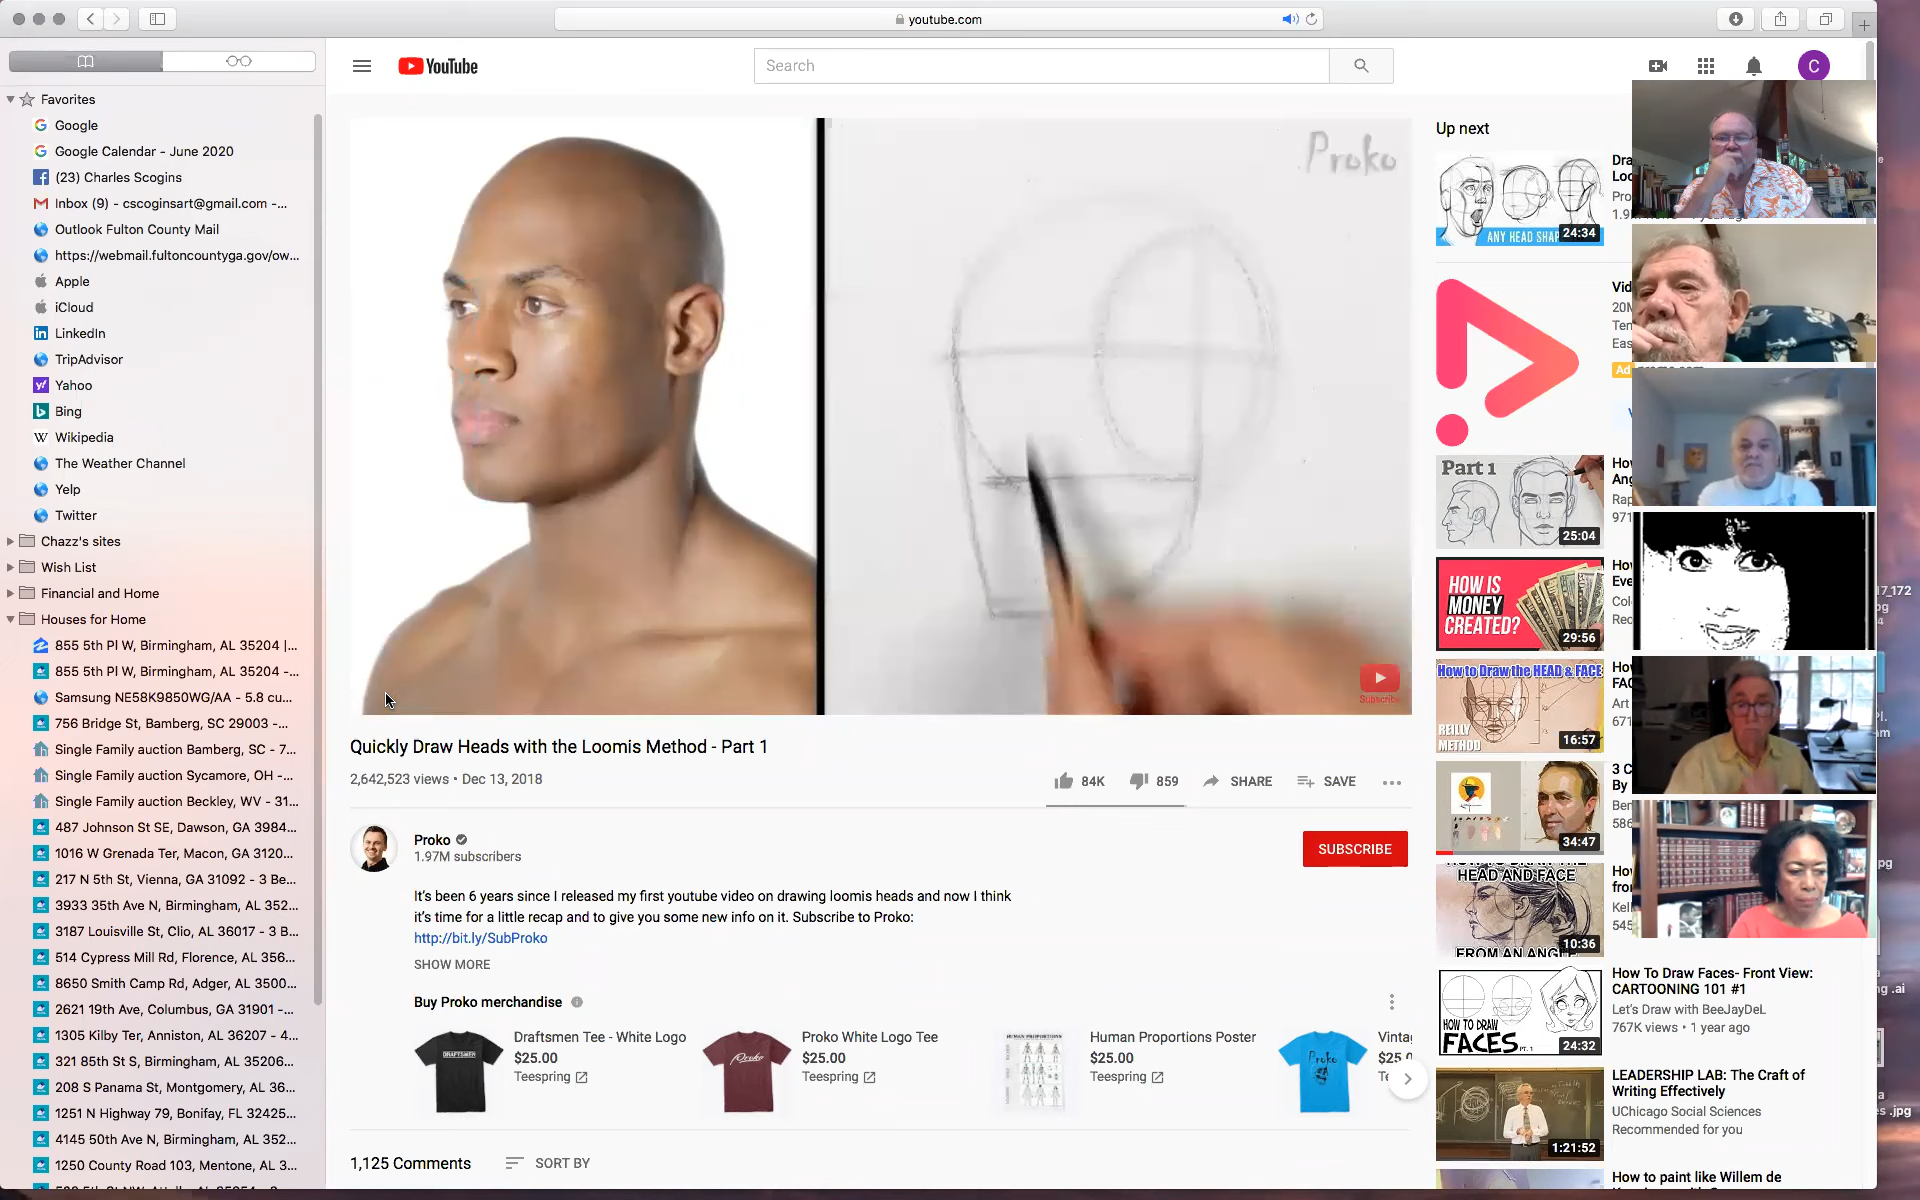 youtube.com
Favorites
Google
Google Calendar - June 2020
(23) Charles Scogins
Inbox (9) - cscoginsart@gmail.com -...
Outlook Fulton County Mail
https://webmail.fultoncountyga.gov/ow...
Apple
iCloud
LinkedIn
TripAdvisor
Yahoo
Bing
Wikipedia
The Weather Channel
Yelp
Twitter
Chazz's sites
Wish List
Financial and Home
Houses for Home
855 5th Pl W, Birmingham, AL 35204 |...
855 5th Pl W, Birmingham, AL 35204 -...
Samsung NE58K9850WG/AA - 5.8 cu...
756 Bridge St, Bamberg, SC 29003 -...
Single Family auction Bamberg, SC - 7...
Single Family auction Sycamore, OH -...
Single Family auction Beckley, WV - 31...
487 Johnson St SE, Dawson, GA 3984...
1016 W Grenada Ter, Macon, GA 3120...
217 N 5th St, Vienna, GA 31092 - 3 Be...
3933 35th Ave N, Birmingham, AL 352...
3187 Louisville St, Clio, AL 36017 - 3 B...
514 Cypress Mill Rd, Florence, AL 356...
8650 Smith Camp Rd, Adger, AL 3500...
2621 19th Ave, Columbus, GA 31901 -...
1305 Kilby Ter, Anniston, AL 36207 - 4...
321 85th St S, Birmingham, AL 35206...
208 S Panama St, Montgomery, AL 36...
1251 N Highway 79, Bonifay, FL 32425...
4145 50th Ave N, Birmingham, AL 352...
1250 County Road 103, Mentone, AL 3...
YouTube
Search
C
Proko
Subscribe
Quickly Draw Heads with the Loomis Method - Part 1
2,642,523 views • Dec 13, 2018
84K
859
SHARE
SAVE
Proko
1.97M subscribers
SUBSCRIBE
It's been 6 years since I released my first youtube video on drawing loomis heads and now I think
it's time for a little recap and to give you some new info on it. Subscribe to Proko:
http://bit.ly/SubProko
SHOW MORE
Buy Proko merchandise
DRAFTSMEN
Draftsmen Tee - White Logo
$25.00
Teespring
Proko
Proko White Logo Tee
$25.00
Teespring
HUMAN PROPORTIONS
Human Proportions Poster
$25.00
Teespring
Proko
Vintag
$25.0
1,125 Comments
SORT BY
Up next
ANY HEAD SHAP
24:34
Part 1
25:04
HOW IS
MONEY
CREATED?
29:56
How to Draw the HEAD & FACE
REILLY
METHOD
16:57
34:47
HEAD AND FACE
FROM AN ANGLE
10:36
HOW TO DRAW
FACES PT. 1
24:32
How To Draw Faces- Front View:
CARTOONING 101 #1
Let's Draw with BeeJayDeL
767K views • 1 year ago
1:21:52
LEADERSHIP LAB: The Craft of
Writing Effectively
UChicago Social Sciences
Recommended for you
How to paint like Willem de